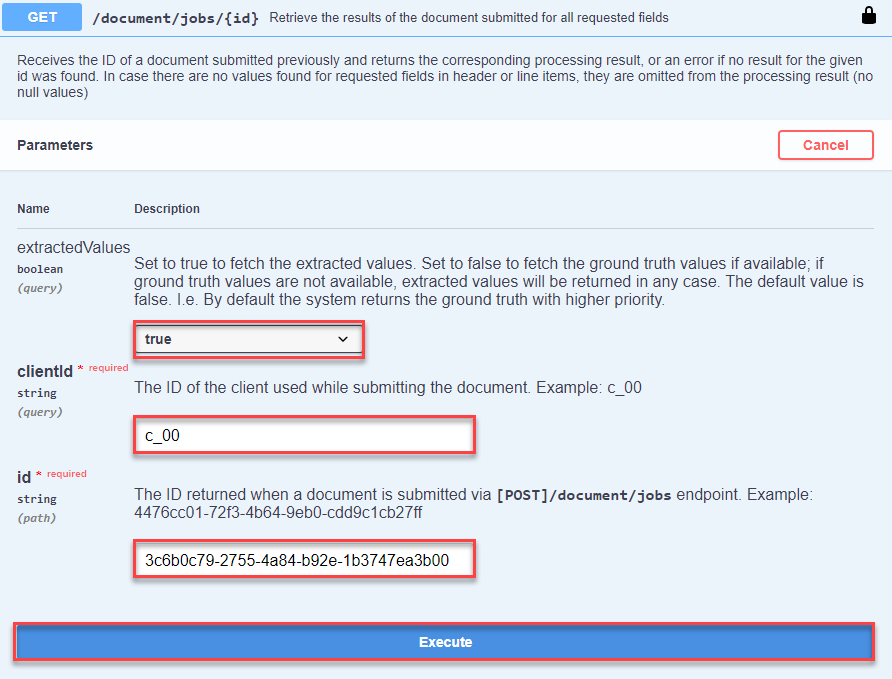 GET /document/jobs/{id} Retrieve the results of the document submitted for all requested fields
Receives the ID of a document submitted previously and returns the corresponding processing result, or an error if no result for the given
id was found. In case there are no values found for requested fields in header or line items, they are omitted from the processing result (no
null values)
Parameters
Cancel
Name Description
extractedValues
boolean
(query)
Set to true to fetch the extracted values. Set to false to fetch the ground truth values if available; if
ground truth values are not available, extracted values will be returned in any case. The default value is
false. I.e. By default the system returns the ground truth with higher priority.
true
clientId * required
string
(query)
The ID of the client used while submitting the document. Example: c_00
c_00
id * required
string
(path)
The ID returned when a document is submitted via [POST]/document/jobs endpoint. Example:
4476cc01-72f3-4b64-9eb0-cdd9c1cb27ff
3c6b0c79-2755-4a84-b92e-1b3747ea3b00
Execute